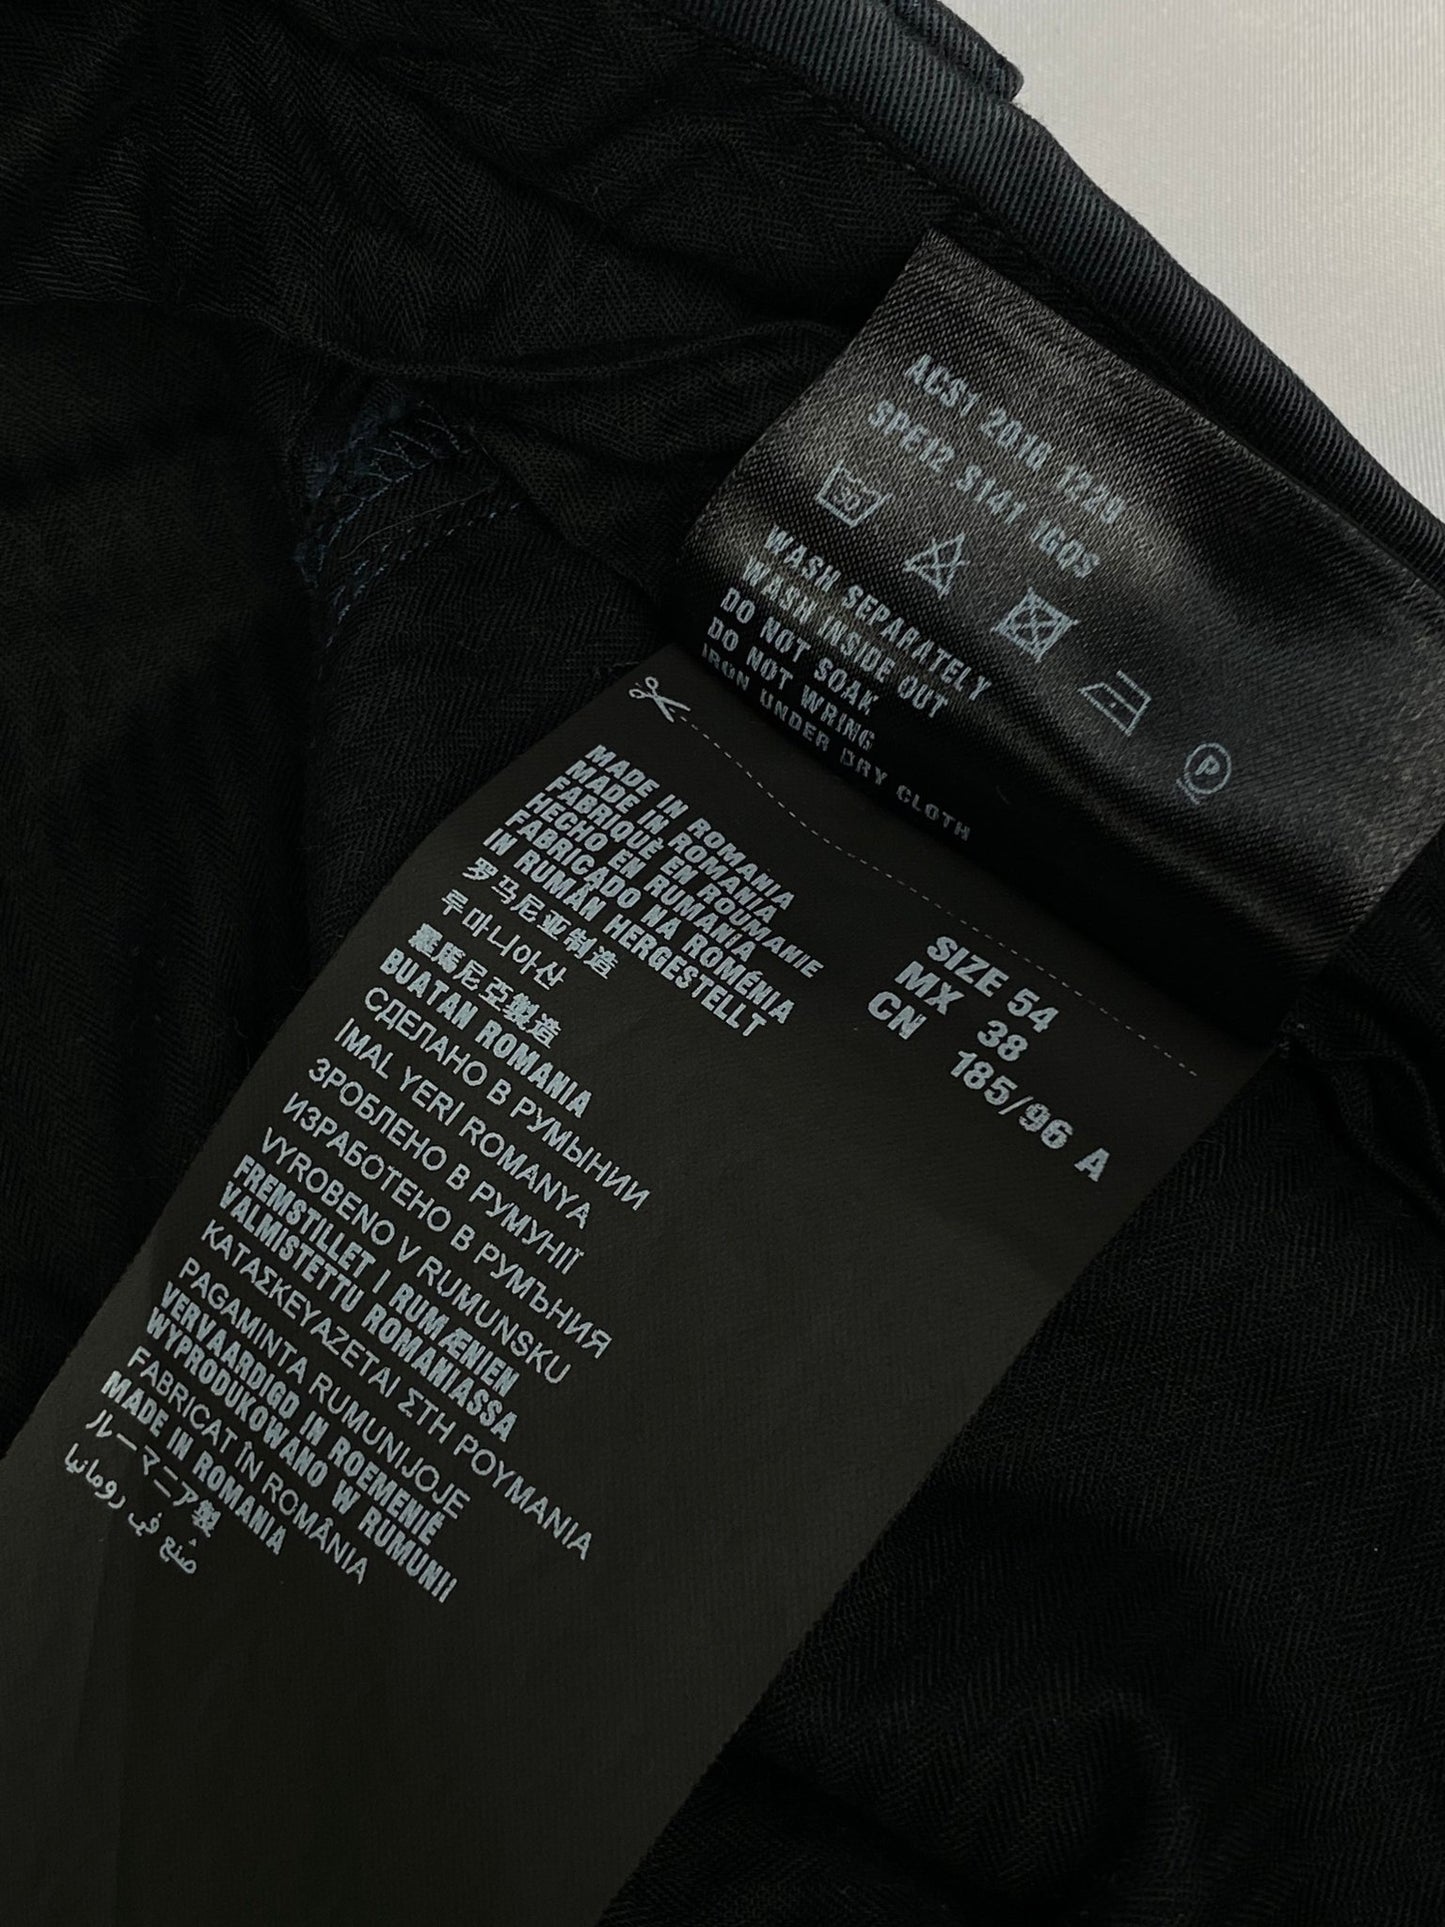 ACS1 2018 1225
SPE12 S141 IGOS
30
P
WASH SEPARATELY
WASH INSIDE OUT
DO NOT SOAK
DO NOT WRING
IRON UNDER DRY CLOTH
SIZE 54
MX 38
CN 185/96 A
MADE IN ROMANIA
MADE IN ROMANIA
FABRIQUÉ EN ROUMANIE
HECHO EN RUMANIA
FABRICADO NA ROMÉNIA
IN RUMÄN HERGESTELLT
罗马尼亚制造
루마니아산
羅馬尼亞製造
BUATAN ROMANIA
СДЕЛАНО В РУМЫНИИ
IMAL YERI ROMANYA
ЗРОБЛЕНО В РУМУНІЇ
ИЗРАБОТЕНО В РУМЪНИЯ
VYROBENO V RUMUNSKU
FREMSTILLET I RUMÆNIEN
VALMISTETTU ROMANIASSA
ΚΑΤΑΣΚΕΥΑΖΕΤΑΙ ΣΤΗ ΡΟΥΜΑΝΙΑ
PAGAMINTA RUMUNIJOJE
VERVAARDIGD IN ROEMENIË
WYPRODUKOWANO W RUMUNII
FABRICAT ÎN ROMÂNIA
MADE IN ROMANIA
ルーマニア製
صُنع في رومانيا